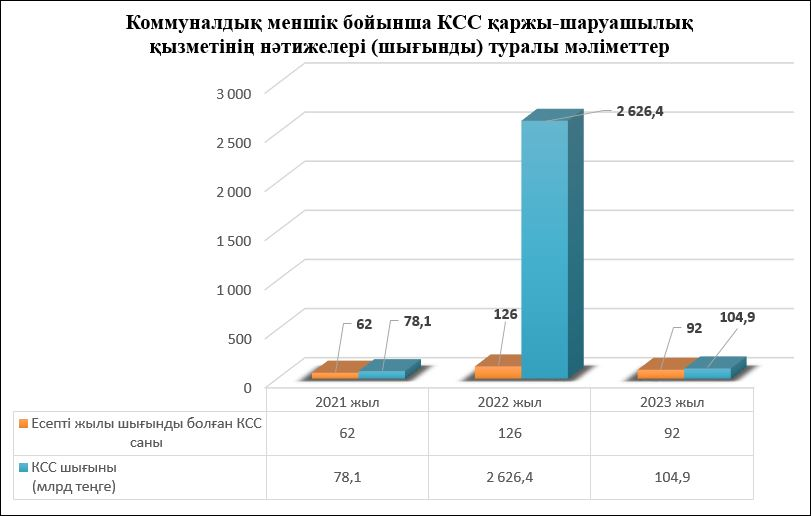 Коммуналдық меншік бойынша КСС қаржы-шаруашылық
қызметінің нәтижелері (шығынды) туралы мәліметтер
3 000
2 500
2 000
1 500
1 000
500
0
62
78,1
126
2 626,4
92
104,9
2021 жыл 2022 жыл 2023 жыл
Есепті жылы шығынды болған КСС
саны
62 126 92
КСС шығыны
(млрд теңге)
78,1 2 626,4 104,9